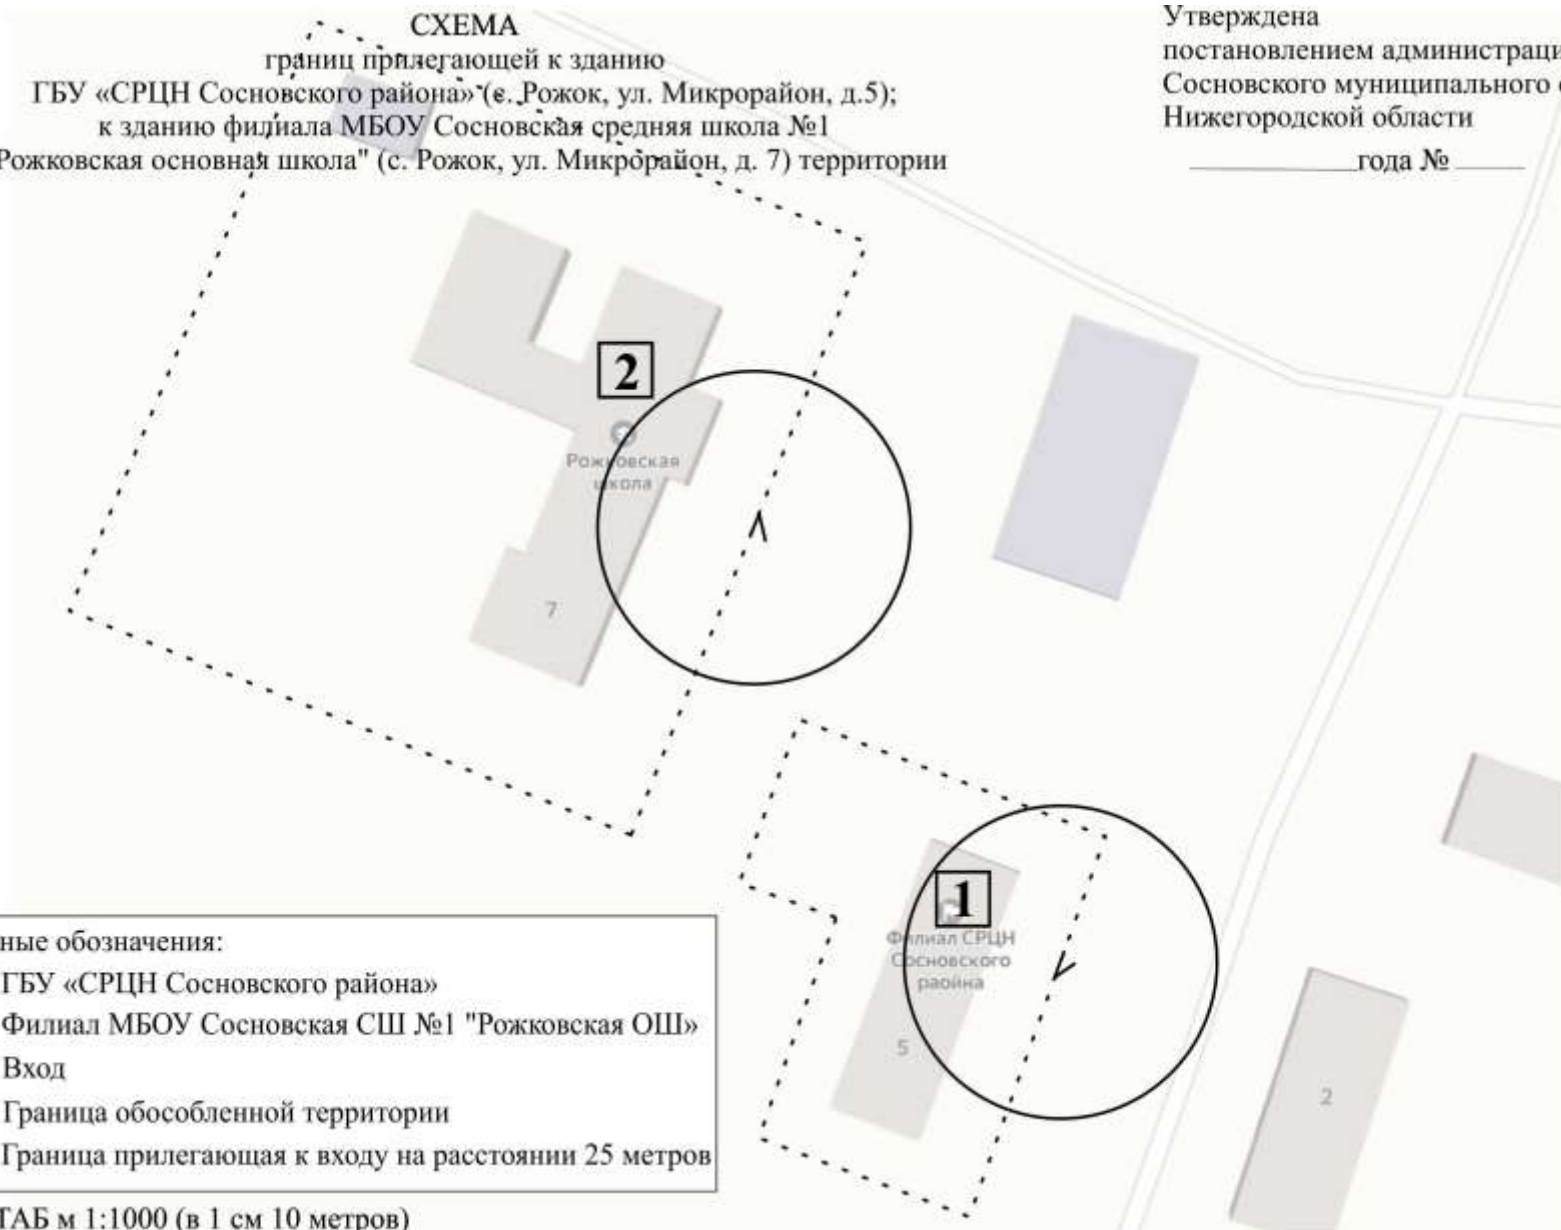 СХЕМА
границ прилегающей к зданию
ГБУ «СРЦН Сосновского района» (с. Рожок, ул. Микрорайон, д.5);
к зданию филиала МБОУ Сосновская средняя школа №1
Рожковская основная школа" (с. Рожок, ул. Микрорайон, д. 7) территории
Утверждена
постановлением администраци
Сосновского муниципального
Нижегородской области
года №
2
Рожковская
школа
7
1
Филиал СРЦН
Сосновского
раойна
5
2
ные обозначения:
ГБУ «СРЦН Сосновского района»
Филиал МБОУ Сосновская СШ №1 "Рожковская ОШ»
Вход
Граница обособленной территории
Граница прилегающая к входу на расстоянии 25 метров
ТАБ м 1:1000 (в 1 см 10 метров)